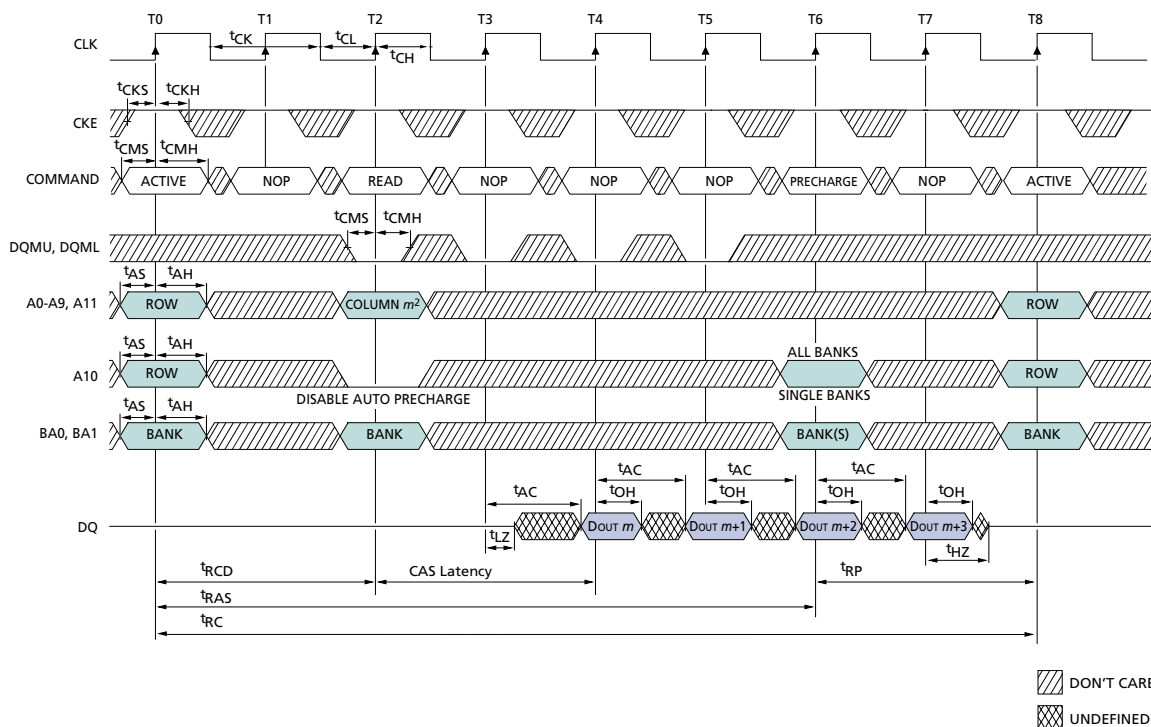 T0 T1 T2 T3 T4 T5 T6 T7 T8
CLK
tCK tCL
tCH
tCKS tCKH
CKE
tCMS tCMH
COMMAND ACTIVE NOP READ NOP NOP NOP PRECHARGE NOP ACTIVE
tCMS tCMH
DQMU, DQML
tAS tAH
A0-A9, A11 ROW COLUMN m2 ROW
tAS tAH ALL BANKS
A10 ROW ROW
DISABLE AUTO PRECHARGE SINGLE BANKS
tAS tAH
BA0, BA1 BANK BANK BANK(S) BANK
tAC tAC tAC tAC
tOH tOH tOH tOH
DQ DOUT m DOUT m+1 DOUT m+2 DOUT m+3
tLZ tHZ
tRCD CAS Latency tRP
tRAS
tRC
DON'T CARE
UNDEFINED